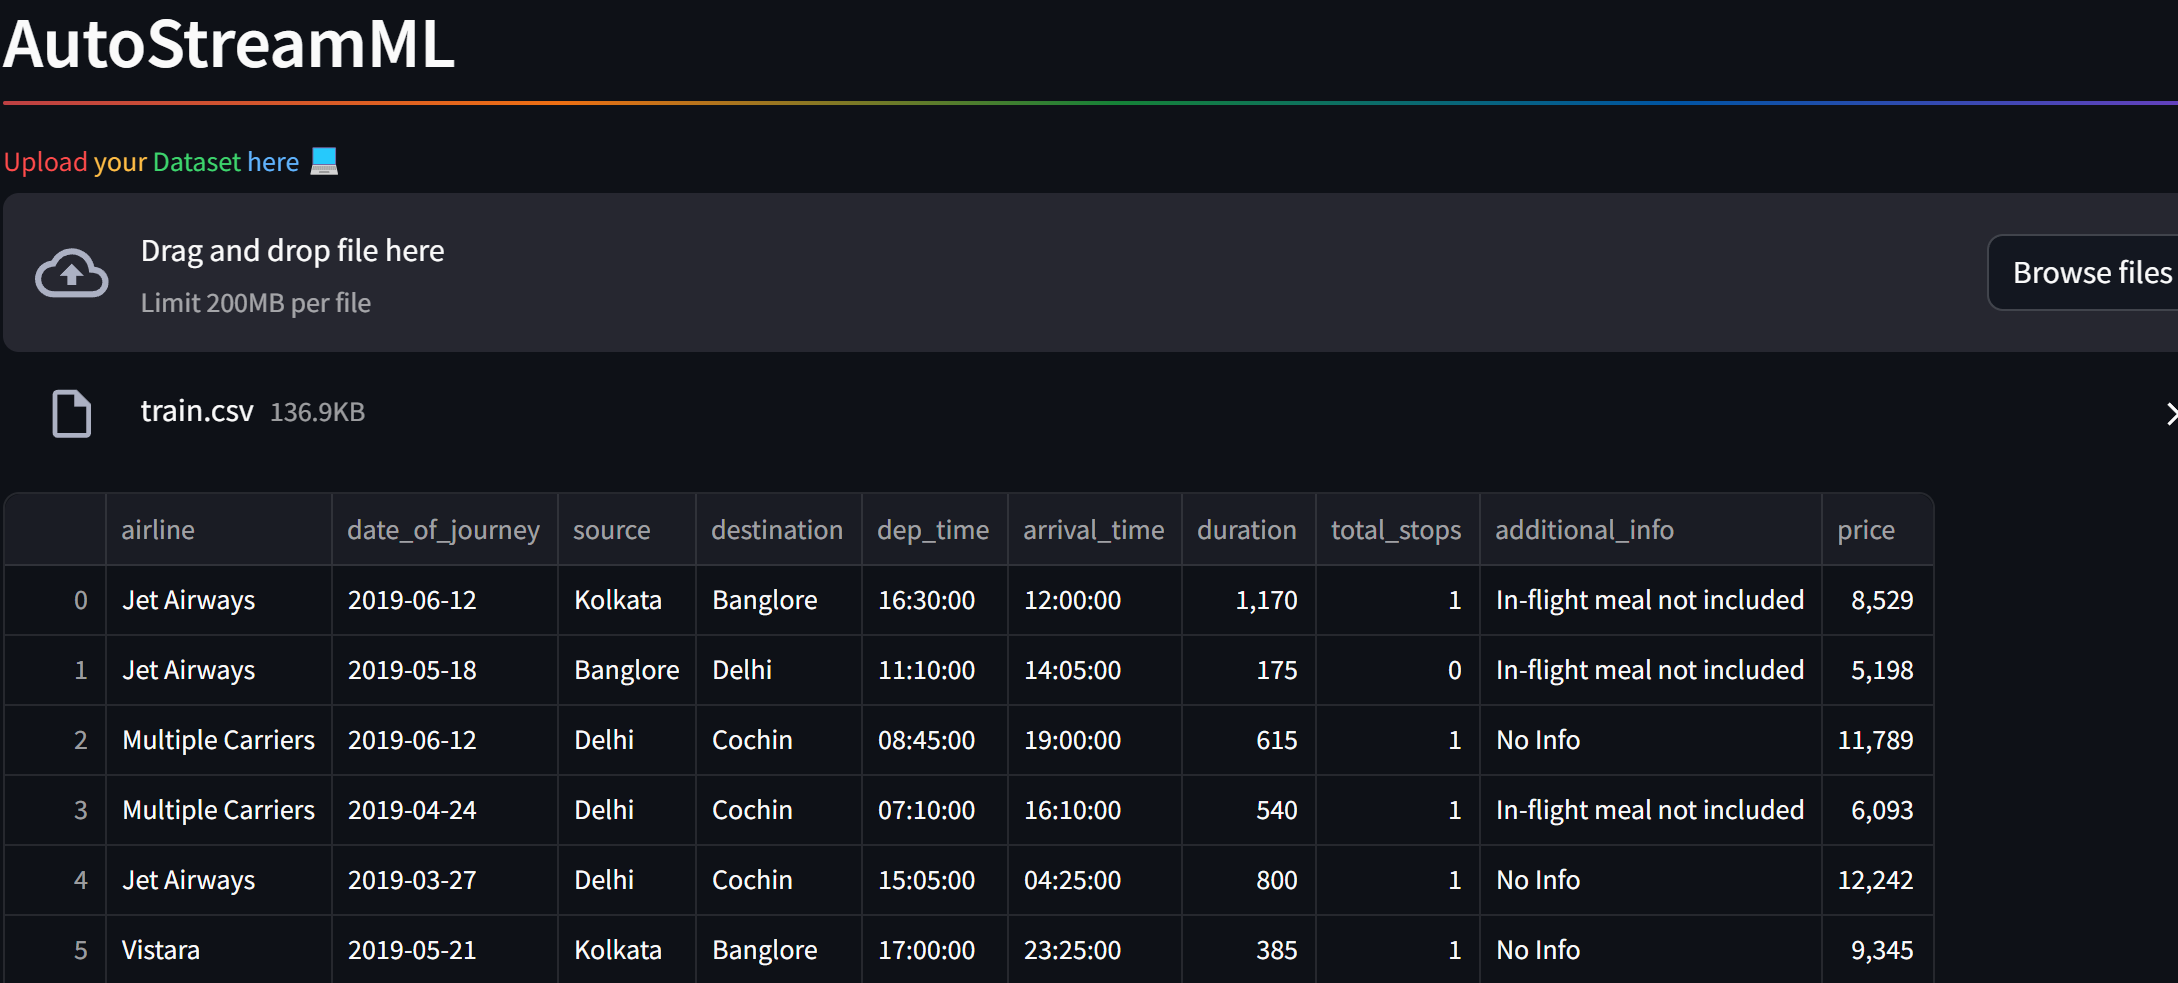 AutoStreamML
Upload your Dataset here
Drag and drop file here
Limit 200MB per file
Browse files
train.csv 136.9KB
airline date_of_journey source destination dep_time arrival_time duration total_stops additional_info price
0 Jet Airways 2019-06-12 Kolkata Banglore 16:30:00 12:00:00 1,170 1 In-flight meal not included 8,529
1 Jet Airways 2019-05-18 Banglore Delhi 11:10:00 14:05:00 175 0 In-flight meal not included 5,198
2 Multiple Carriers 2019-06-12 Delhi Cochin 08:45:00 19:00:00 615 1 No Info 11,789
3 Multiple Carriers 2019-04-24 Delhi Cochin 07:10:00 16:10:00 540 1 In-flight meal not included 6,093
4 Jet Airways 2019-03-27 Delhi Cochin 15:05:00 04:25:00 800 1 No Info 12,242
5 Vistara 2019-05-21 Kolkata Banglore 17:00:00 23:25:00 385 1 No Info 9,345